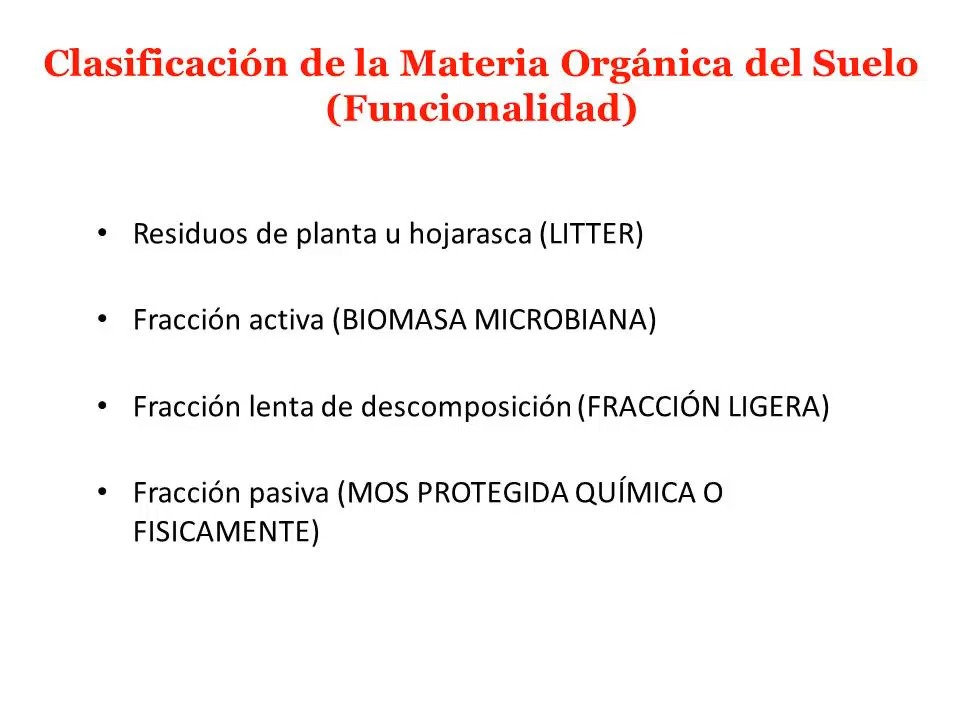 Clasificación de la Materia Orgánica del Suelo
(Funcionalidad)
• Residuos de planta u hojarasca (LITTER)
• Fracción activa (BIOMASA MICROBIANA)
• Fracción lenta de descomposición (FRACCIÓN LIGERA)
• Fracción pasiva (MOS PROTEGIDA QUÍMICA O
FISICAMENTE)